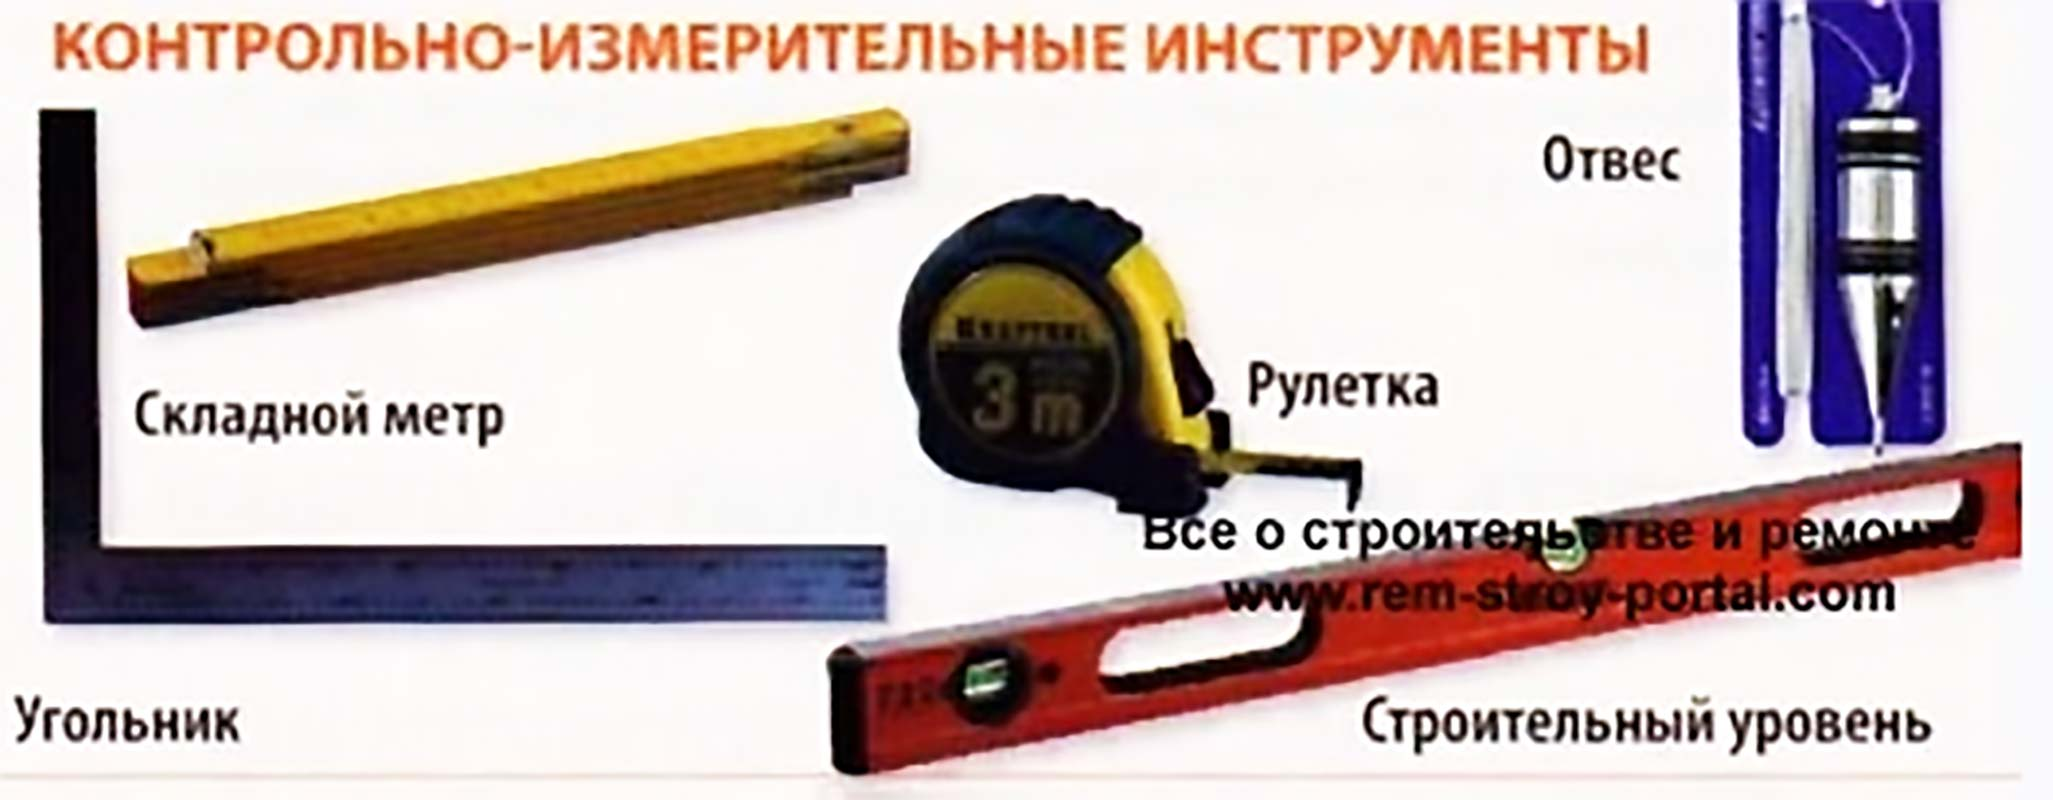 КОНТРОЛЬНО-ИЗМЕРИТЕЛЬНЫЕ ИНСТРУМЕНТЫ
Отвес
3 m
Рулетка
Складной метр
Все о строительстве и ремонте
www.rem-stroy-portal.com
Угольник
Строительный уровень